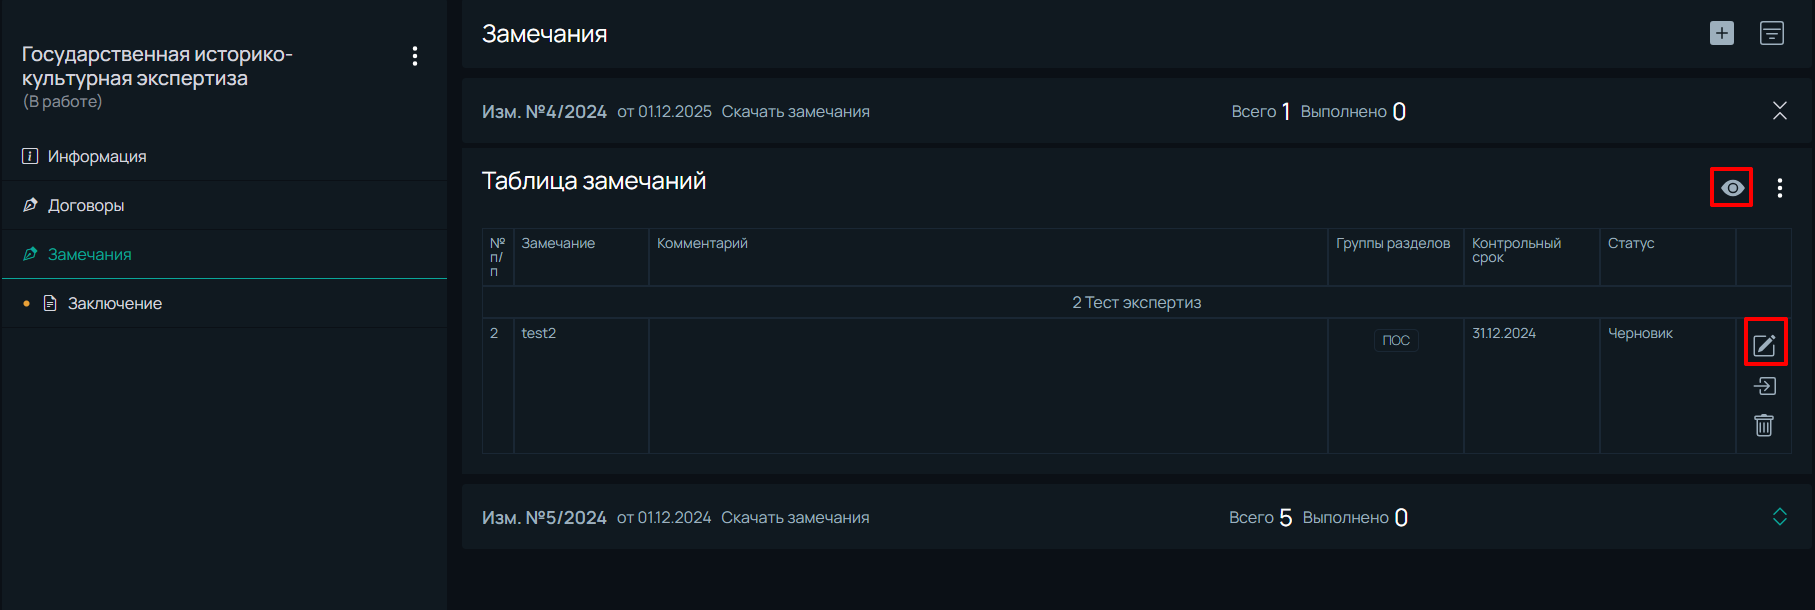 Государственная историко-
культурная экспертиза
(В работе)
Информация
Договоры
Замечания
Заключение
Замечания
Изм. №4/2024 от 01.12.2025 Скачать замечания Всего 1 Выполнено 0
Таблица замечаний
№ п/п Замечание Комментарий Группы разделов Контрольный срок Статус
2 Тест экспертиз
2 test2 ПОС 31.12.2024 Черновик
Изм. №5/2024 от 01.12.2024 Скачать замечания Всего 5 Выполнено 0